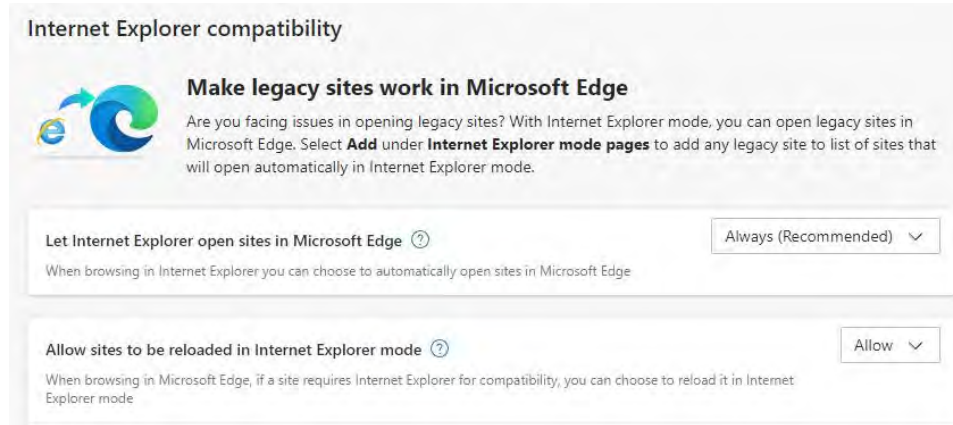 Internet Explorer compatibility
Make legacy sites work in Microsoft Edge
Are you facing issues in opening legacy sites? With Internet Explorer mode, you can open legacy sites in
Microsoft Edge. Select Add under Internet Explorer mode pages to add any legacy site to list of sites that
will open automatically in Internet Explorer mode.
Let Internet Explorer open sites in Microsoft Edge
Always (Recommended)
When browsing in Internet Explorer you can choose to automatically open sites in Microsoft Edge
Allow sites to be reloaded in Internet Explorer mode
Allow
When browsing in Microsoft Edge, if a site requires Internet Explorer for compatibility, you can choose to reload it in Internet
Explorer mode